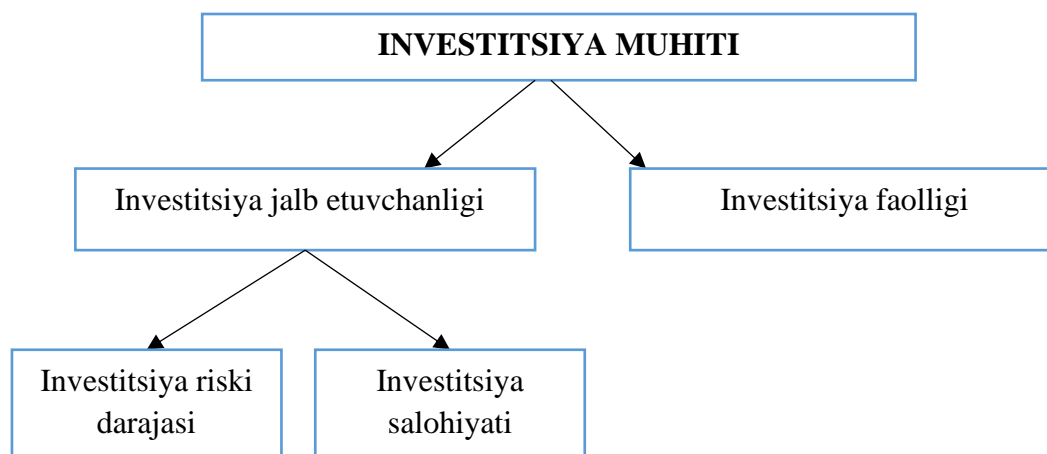 INVESTITSIYA MUHITI
Investitsiya jalb etuvchanligi
Investitsiya faolligi
Investitsiya riski
darajasi
Investitsiya
salohiyati